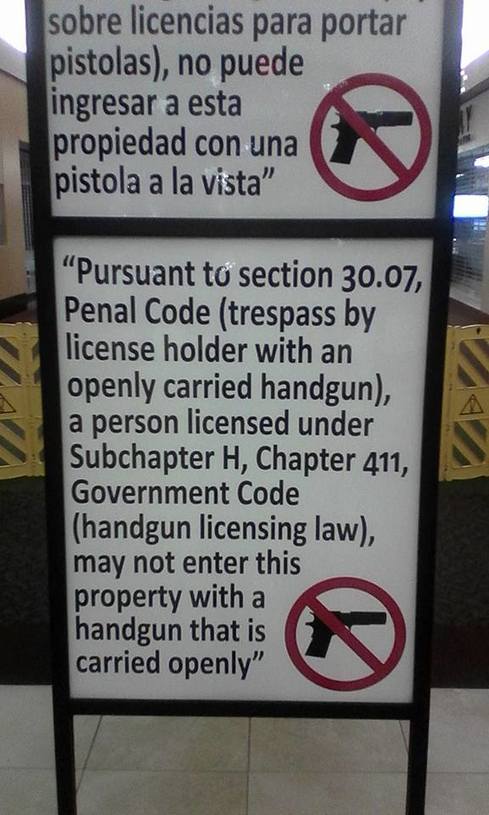 sobre licencias para portar
pistolas), no puede
ingresar a esta
propiedad con una
pistola a la vista”
“Pursuant to section 30.07,
Penal Code (trespass by
license holder with an
openly carried handgun),
a person licensed under
Subchapter H, Chapter 411,
Government Code
(handgun licensing law),
may not enter this
property with a
handgun that is
carried openly”